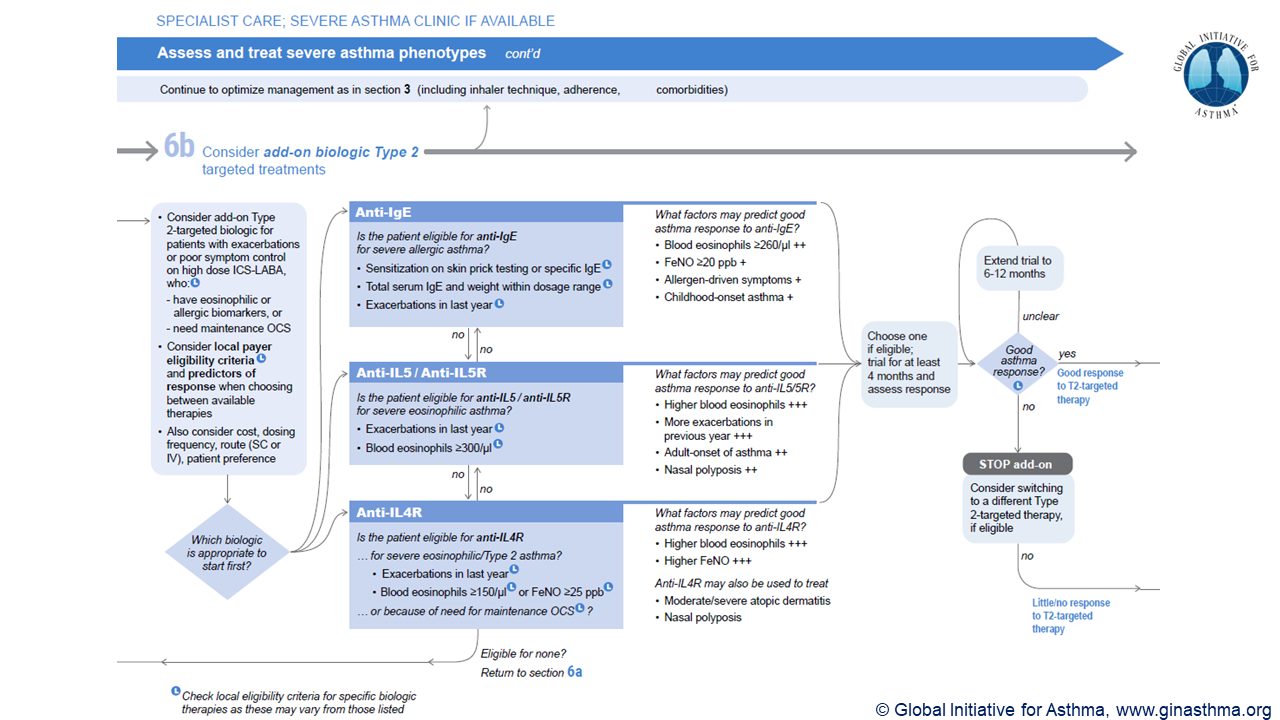 SPECIALIST CARE; SEVERE ASTHMA CLINIC IF AVAILABLE
Assess and treat severe asthma phenotypes cont'd
Continue to optimize management as in section 3 (including inhaler technique, adherence, comorbidities)
GLOBAL INITIATIVE FOR
ASTHMA
6b Consider add-on biologic Type 2
targeted treatments
• Consider add-on Type
2-targeted biologic for
patients with exacerbations
or poor symptom control
on high dose ICS-LABA,
who: L
- have eosinophilic or
allergic biomarkers, or
- need maintenance OCS
• Consider local payer
eligibility criteria L
and predictors of
response when choosing
between available
therapies
• Also consider cost, dosing
frequency, route (SC or
IV), patient preference
Which biologic
is appropriate to
start first?
Anti-IgE
Is the patient eligible for anti-IgE
for severe allergic asthma?
• Sensitization on skin prick testing or specific IgE L
• Total serum IgE and weight within dosage range L
• Exacerbations in last year L
What factors may predict good
asthma response to anti-IgE?
• Blood eosinophils ≥260/µl ++
• FeNO ≥20 ppb +
• Allergen-driven symptoms +
• Childhood-onset asthma +
no
no
Anti-IL5 / Anti-IL5R
Is the patient eligible for anti-IL5 / anti-IL5R
for severe eosinophilic asthma?
• Exacerbations in last year L
• Blood eosinophils ≥300/µl L
What factors may predict good
asthma response to anti-IL5/5R?
• Higher blood eosinophils +++
• More exacerbations in
previous year +++
• Adult-onset of asthma ++
• Nasal polyposis ++
no
no
Anti-IL4R
Is the patient eligible for anti-IL4R
... for severe eosinophilic/Type 2 asthma?
• Exacerbations in last year L
• Blood eosinophils ≥150/µl L or FeNO ≥25 ppb L
... or because of need for maintenance OCS L ?
What factors may predict good
asthma response to anti-IL4R?
• Higher blood eosinophils +++
• Higher FeNO +++
Anti-IL4R may also be used to treat
• Moderate/severe atopic dermatitis
• Nasal polyposis
Eligible for none?
Return to section 6a
Choose one
if eligible;
trial for at least
4 months and
assess response
Extend trial to
6-12 months
unclear
Good
asthma
response?
L
yes
Good response
to T2-targeted
therapy
no
STOP add-on
Consider switching
to a different Type
2-targeted therapy,
if eligible
no
Little/no response
to T2-targeted
therapy
L Check local eligibility criteria for specific biologic
therapies as these may vary from those listed
© Global Initiative for Asthma, www.ginasthma.org